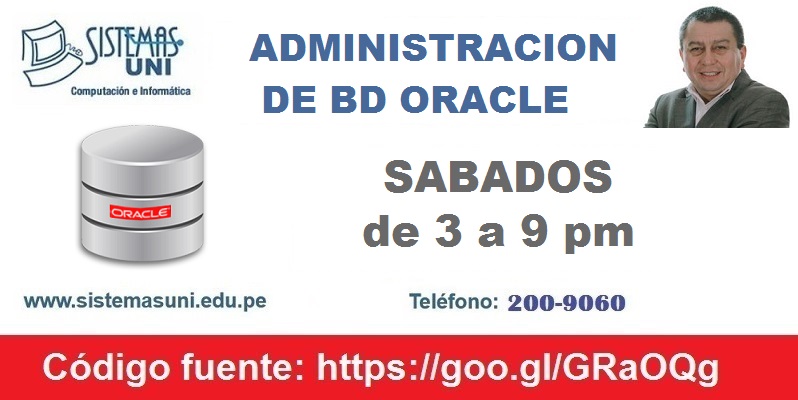 SISTEMAS
UNI
Computación e Informática
ADMINISTRACION
DE BD ORACLE
ORACLE
SABADOS
de 3 a 9 pm
www.sistemasuni.edu.pe
Teléfono: 200-9060
Código fuente: https://goo.gl/GRaOQg